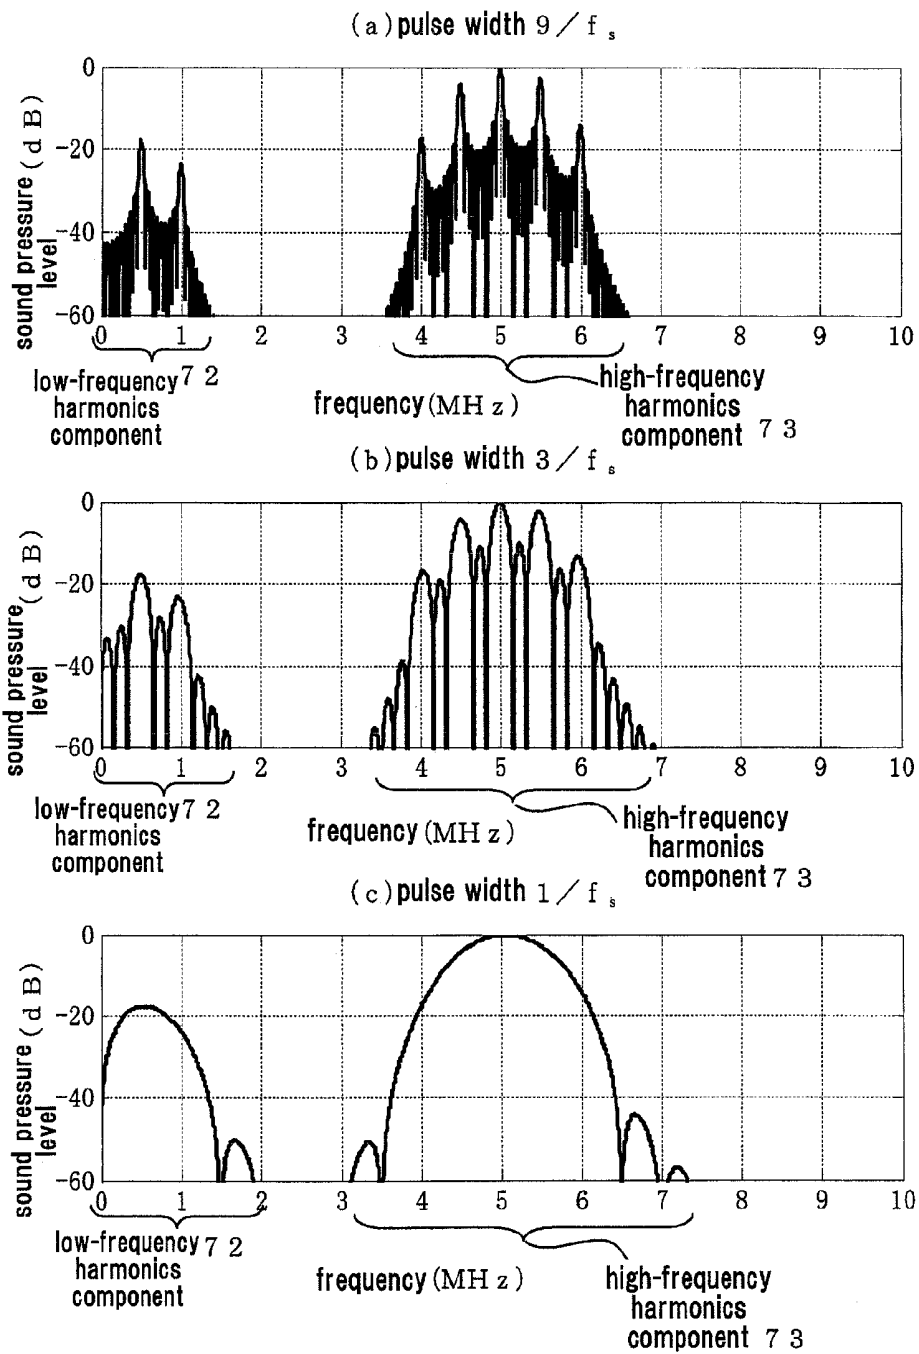 (a) pulse width 9/fs
sound pressure level (dB)
0
-20
-40
-60
0 1 2 3 4 5 6 7 8 9 10
low-frequency 72
harmonics
component
frequency (MHz)
high-frequency
harmonics
component 73
(b) pulse width 3/fs
sound pressure level (dB)
0
-20
-40
-60
0 1 2 3 4 5 6 7 8 9 10
low-frequency 72
harmonics
component
frequency (MHz)
high-frequency
harmonics
component 73
(c) pulse width 1/fs
sound pressure level (dB)
0
-20
-40
-60
0 1 2 3 4 5 6 7 8 9 10
low-frequency 72
harmonics
component
frequency (MHz)
high-frequency
harmonics
component 73